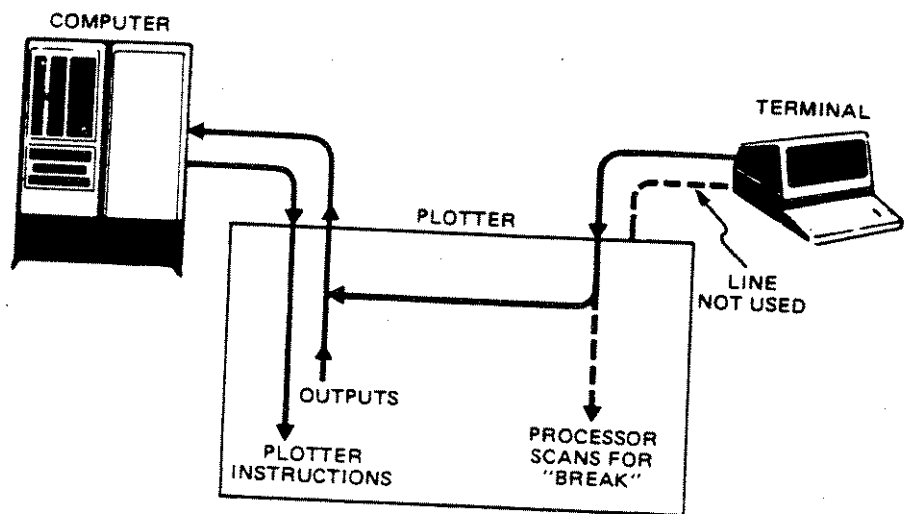 COMPUTER
TERMINAL
PLOTTER
LINE
NOT USED
OUTPUTS
PLOTTER
INSTRUCTIONS
PROCESSOR
SCANS FOR
"BREAK"